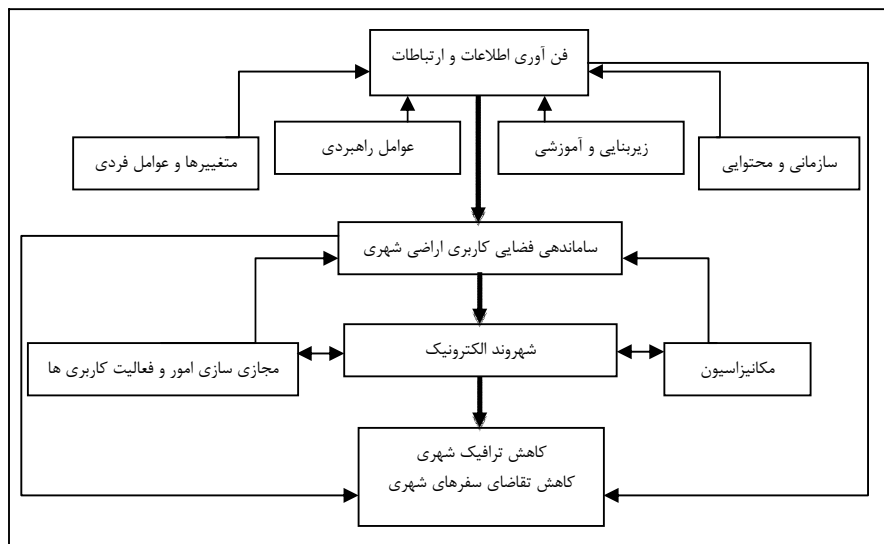 فن آوری اطلاعات و ارتباطات
سازمانی و محتوایی
زیربنایی و آموزشی
عوامل راهبردی
متغییرها و عوامل فردی
ساماندهی فضایی کاربری اراضی شهری
مکانیزاسیون
شهروند الکترونیک
مجازی سازی امور و فعالیت کاربری ها
کاهش ترافیک شهری
کاهش تقاضای سفرهای شهری